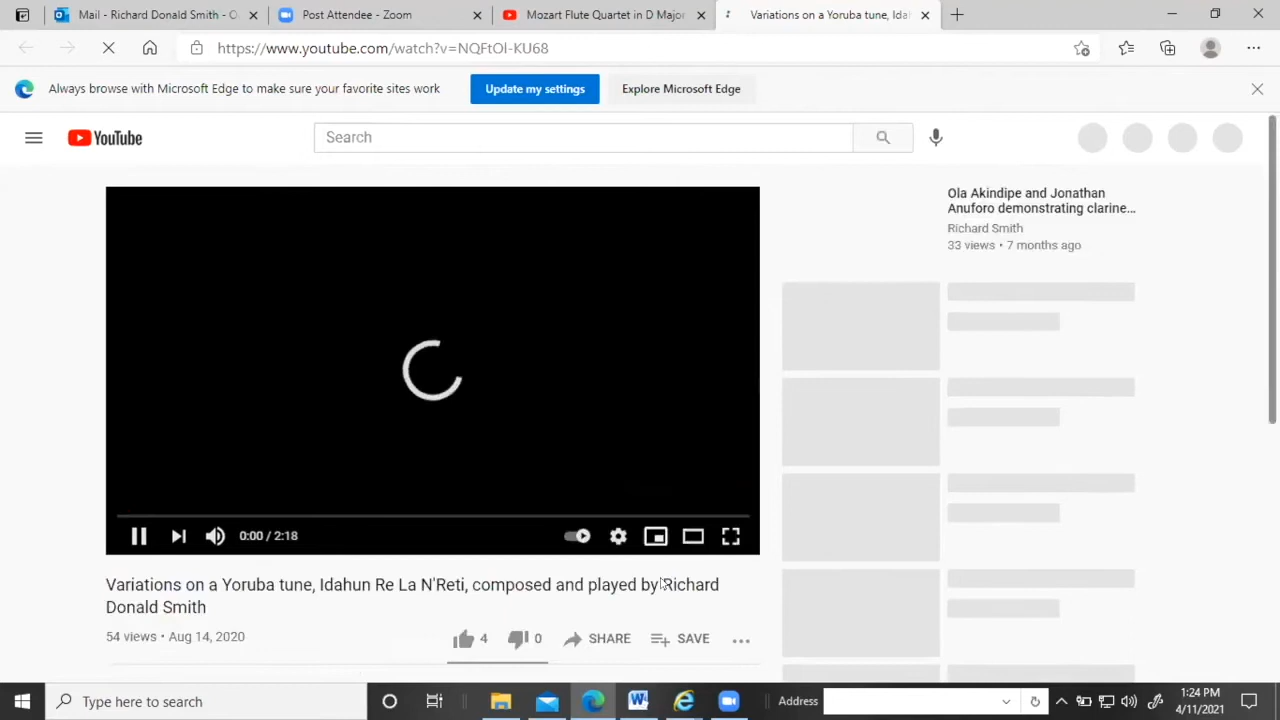 Mail - Richard Donald Smith - O
Post Attendee - Zoom
Mozart Flute Quartet in D Major
Variations on a Yoruba tune, Ida
https://www.youtube.com/watch?v=NQFtOl-KU68
Always browse with Microsoft Edge to make sure your favorite sites work
Update my settings
Explore Microsoft Edge
YouTube
Search
Ola Akindipe and Jonathan
Anuforo demonstrating clarine...
Richard Smith
33 views • 7 months ago
0:00 / 2:18
Variations on a Yoruba tune, Idahun Re La N'Reti, composed and played by Richard
Donald Smith
54 views • Aug 14, 2020
4
0
SHARE
SAVE
Type here to search
Address
1:24 PM
4/11/2021